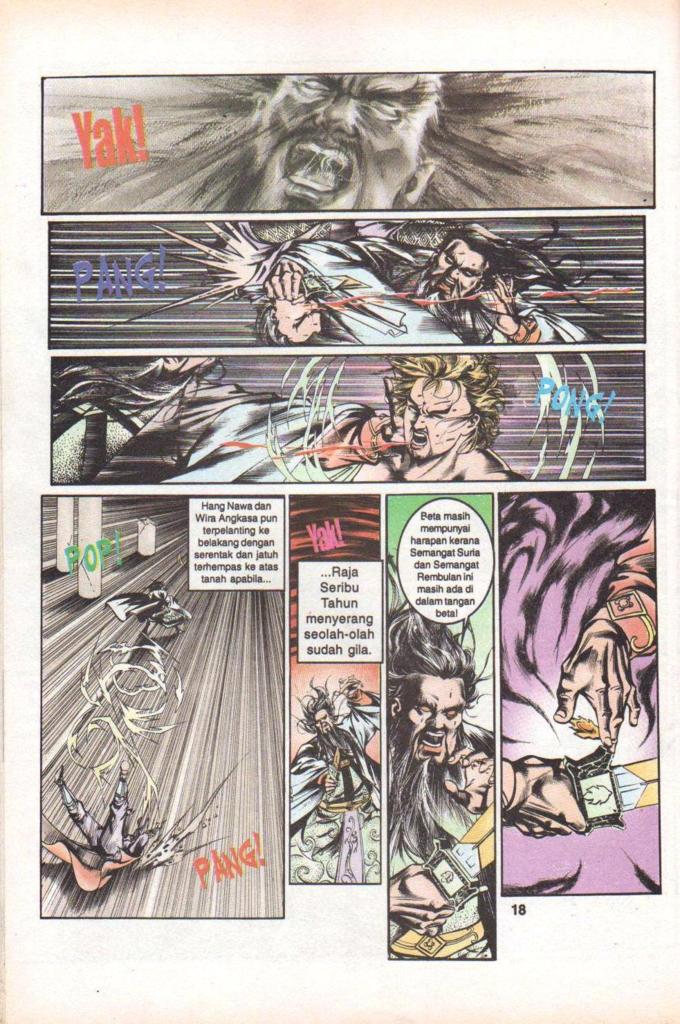 Yak!
PANG!
PONG!
POP!
Hang Nawa dan
Wira Angkasa pun
terpelanting ke
belakang dengan
serentak dan jatuh
terhempas ke atas
tanah apabila...
PANG!
Yak!
...Raja
Seribu
Tahun
menyerang
seolah-olah
sudah gila.
Beta masih
mempunyai
harapan kerana
Semangat Suria
dan Semangat
Rembulan ini
masih ada di
dalam tangan
beta!
18